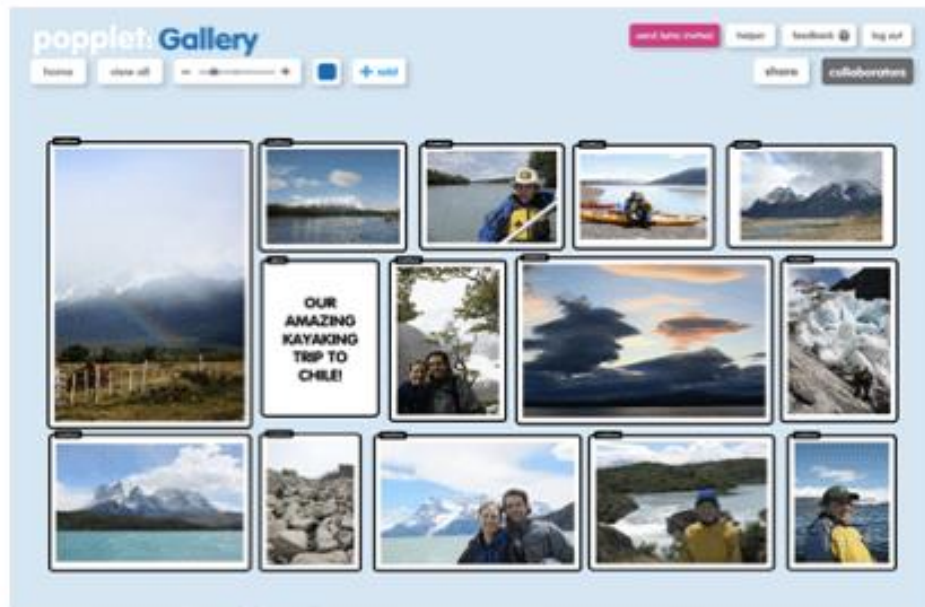 popplet: Gallery
send beta invites! helper feedback log out
home view all - + + add share collaborators
OUR
AMAZING
KAYAKING
TRIP TO
CHILE!